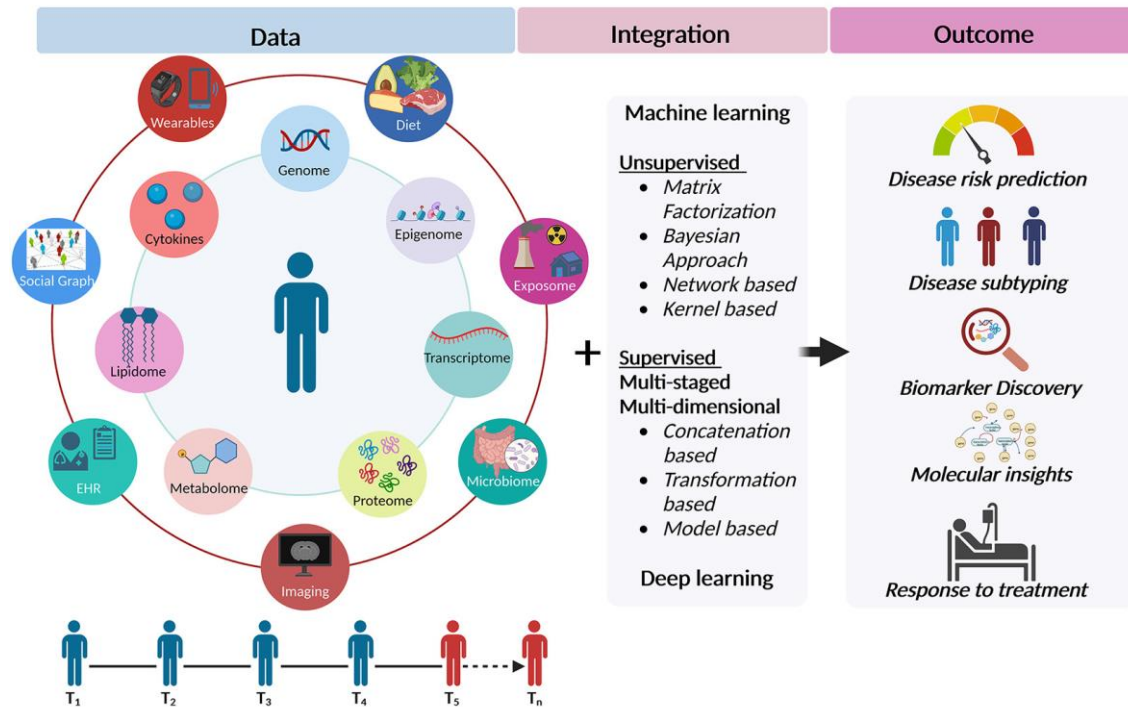 Data
Integration
Outcome
Wearables
Diet
Genome
Cytokines
Epigenome
Social Graph
Exposome
Lipidome
Transcriptome
EHR
Metabolome
Proteome
Microbiome
Imaging
T1
T2
T3
T4
T5
Tn
+
Machine learning
Unsupervised
• Matrix
Factorization
• Bayesian
Approach
• Network based
• Kernel based
Supervised
Multi-staged
Multi-dimensional
• Concatenation
based
• Transformation
based
• Model based
Deep learning
Disease risk prediction
Disease subtyping
Biomarker Discovery
Molecular insights
Response to treatment